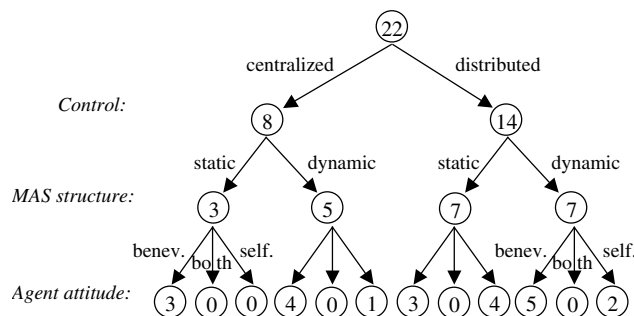 22
centralized distributed
Control:
8 14
static dynamic static dynamic
MAS structure:
3 5 7 7
benev. both self. benev. both self.
Agent attitude: 3 0 0 4 0 1 3 0 4 5 0 2